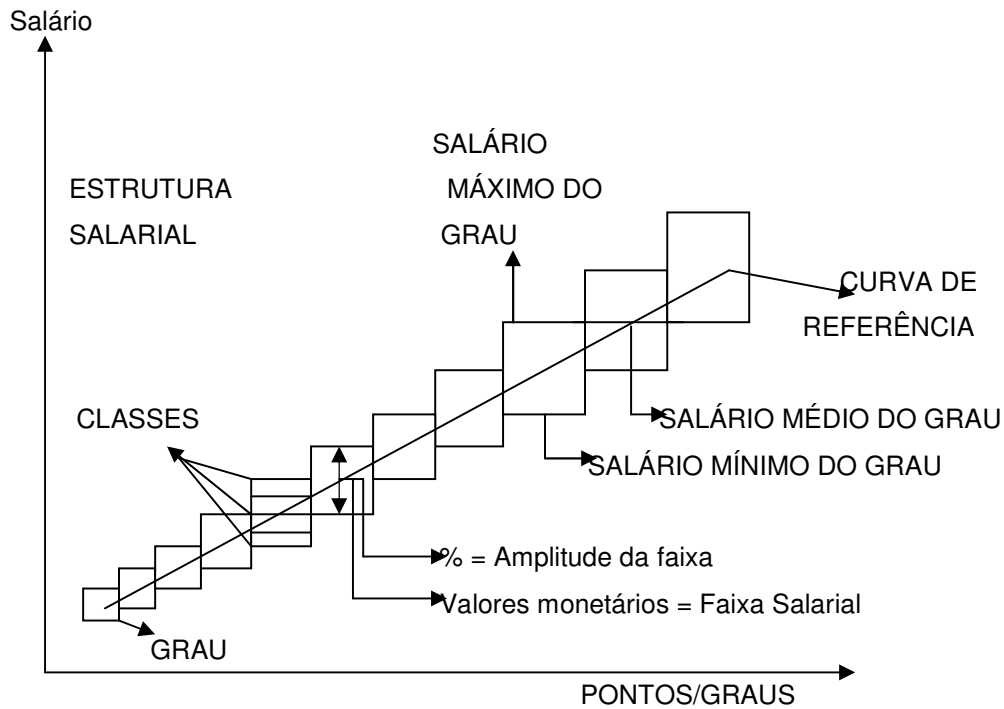 Salário
SALÁRIO
ESTRUTURA
MÁXIMO DO
SALARIAL
GRAU
CURVA DE
REFERÊNCIA
CLASSES
SALÁRIO MÉDIO DO GRAU
SALÁRIO MÍNIMO DO GRAU
% = Amplitude da faixa
Valores monetários = Faixa Salarial
GRAU
PONTOS/GRAUS